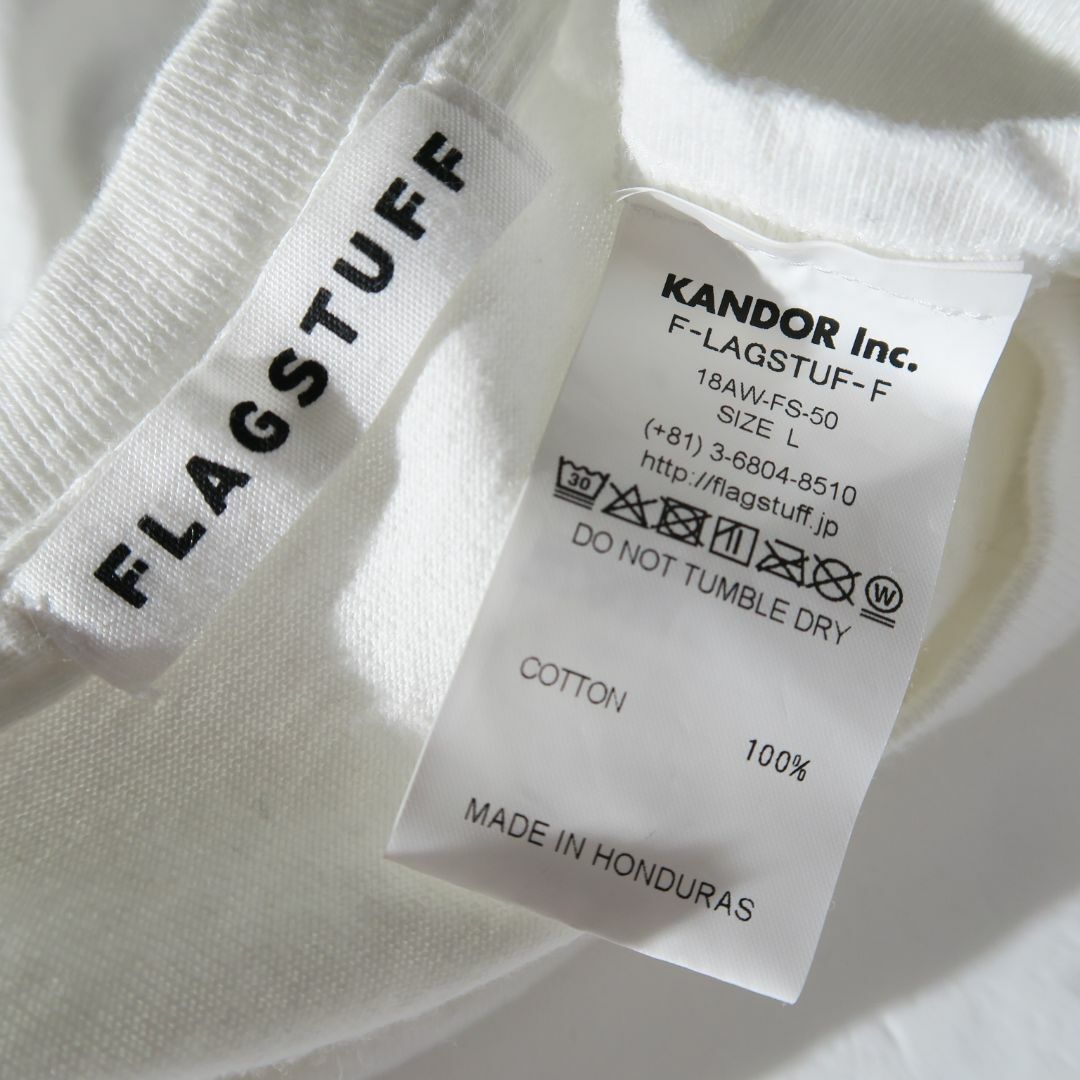 FLAGSTUFF
KANDOR Inc.
F-LAGSTUF-F
18AW-FS-50
SIZE L
(+81) 3-6804-8510
http://flagstuff.jp
30
W
DO NOT TUMBLE DRY
COTTON
100%
MADE IN HONDURAS